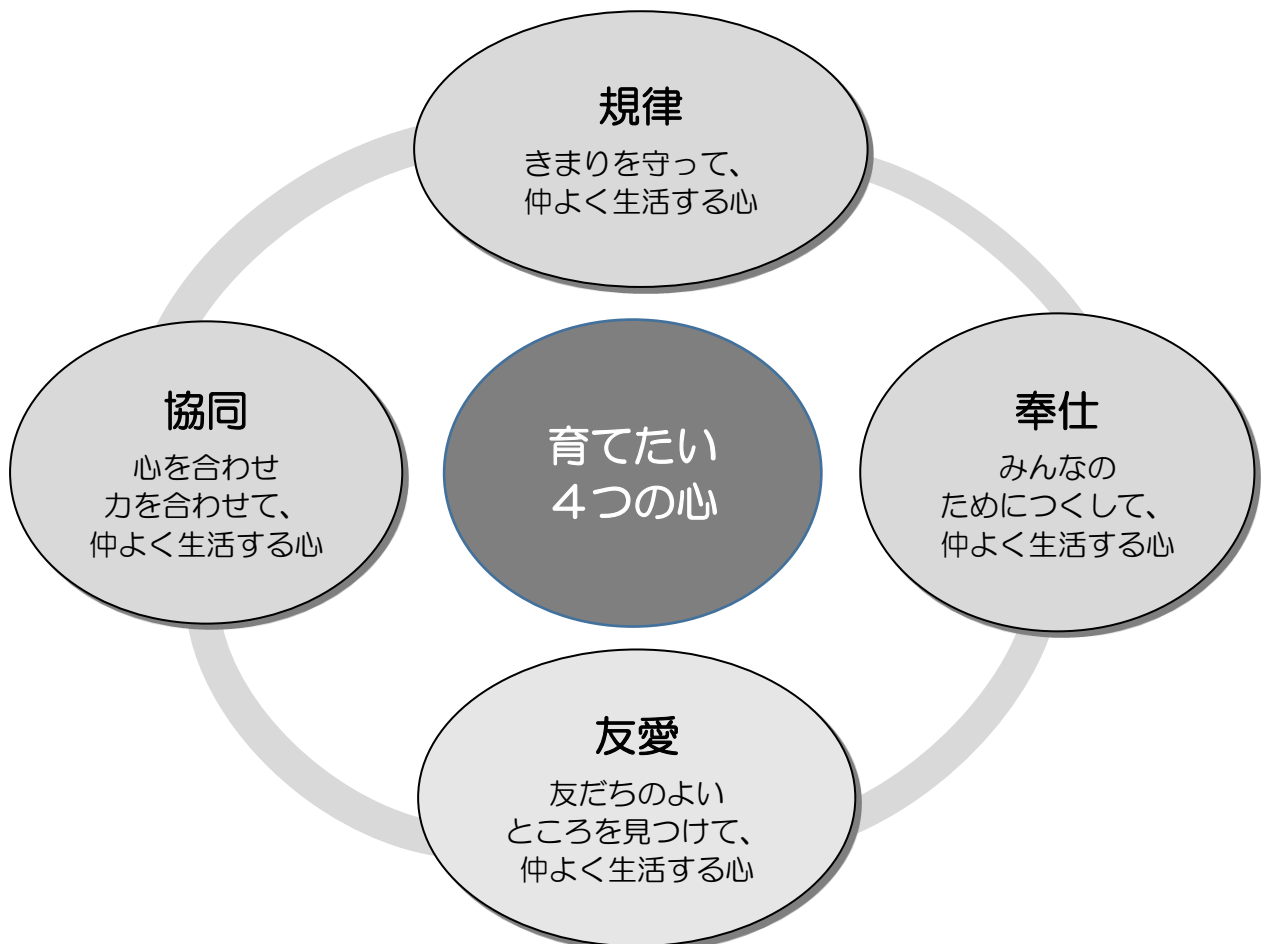 規律
きまりを守って、
仲よく生活する心
協同
心を合わせ
力を合わせて、
仲よく生活する心
育てたい
４つの心
奉仕
みんなの
ためにつくして、
仲よく生活する心
友愛
友だちのよい
ところを見つけて、
仲よく生活する心